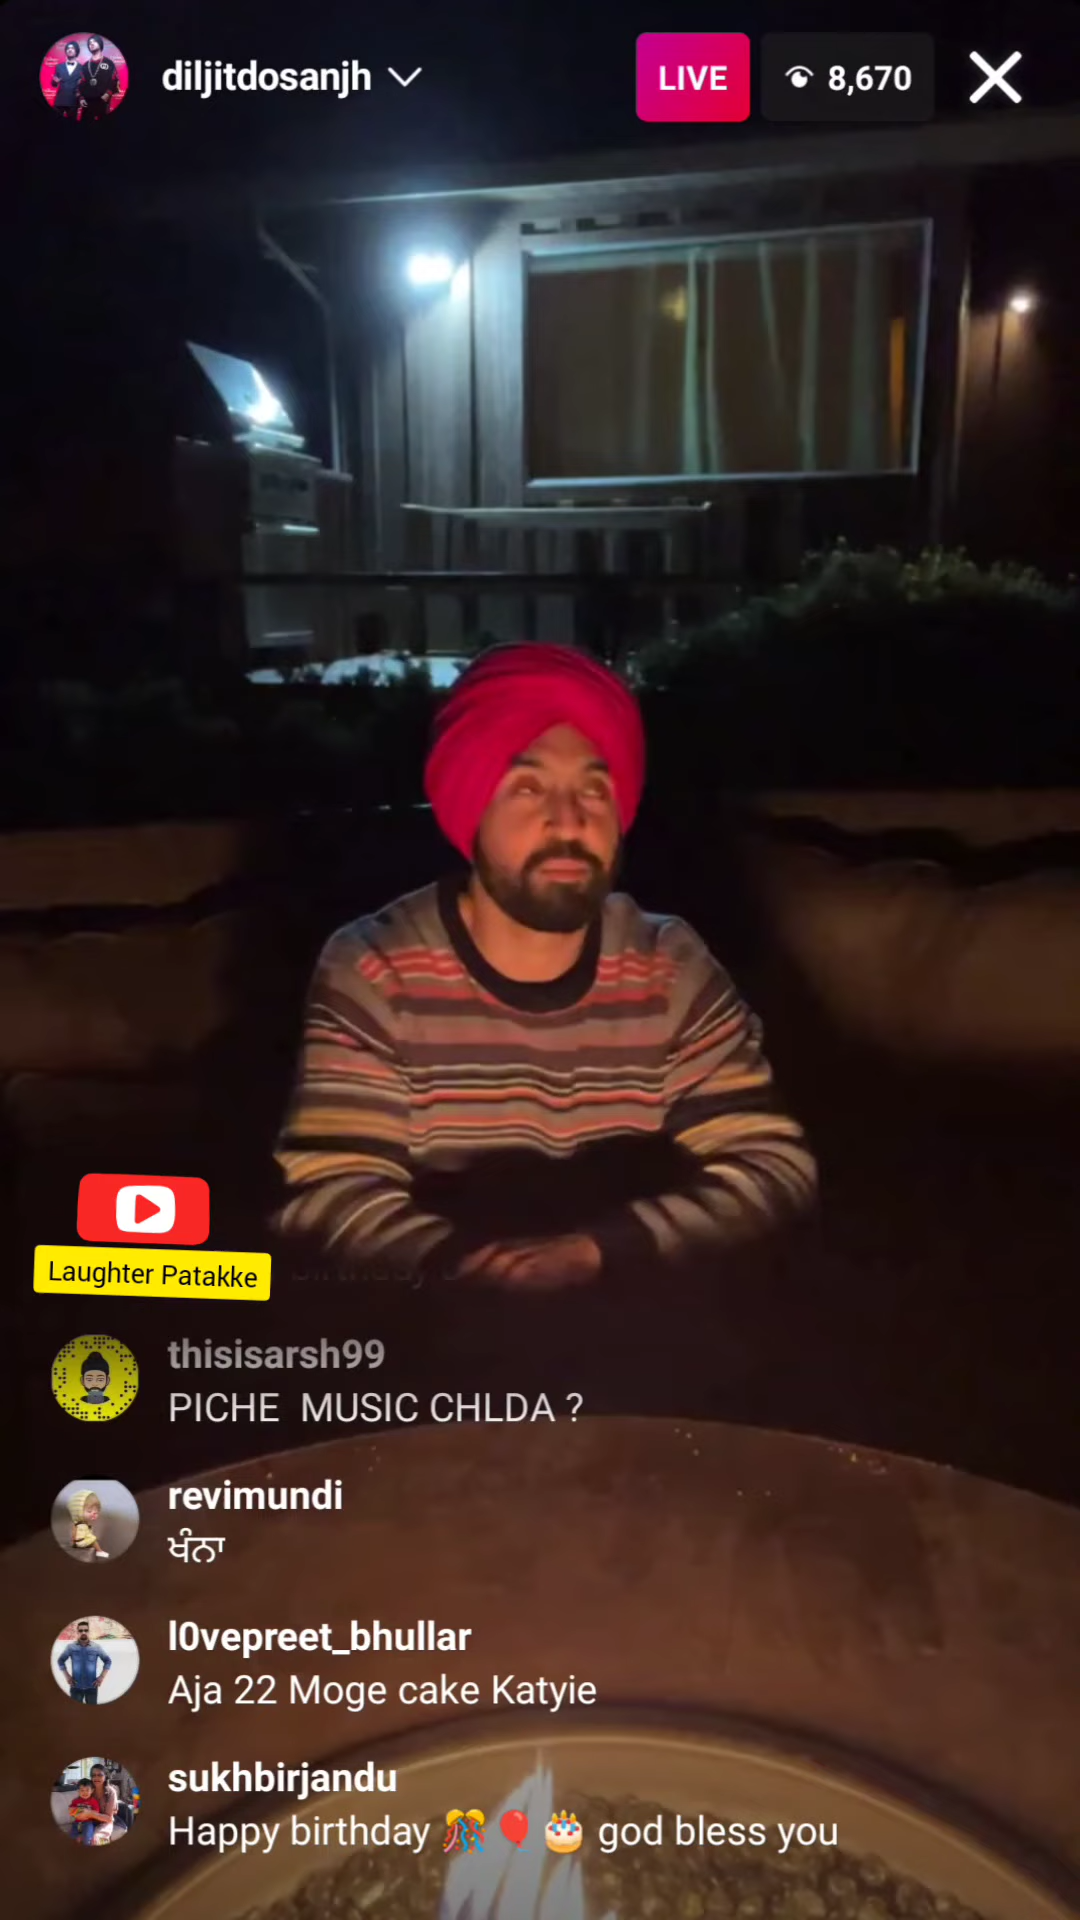 diljitdosanjh
LIVE
8,670
Laughter Patakke
thisisarsh99
PICHE  MUSIC CHLDA ?
revimundi
ਖੰਨਾ
l0vepreet_bhullar
Aja 22 Moge cake Katyie
sukhbirjandu
Happy birthday 🎊🎈🎂 god bless you